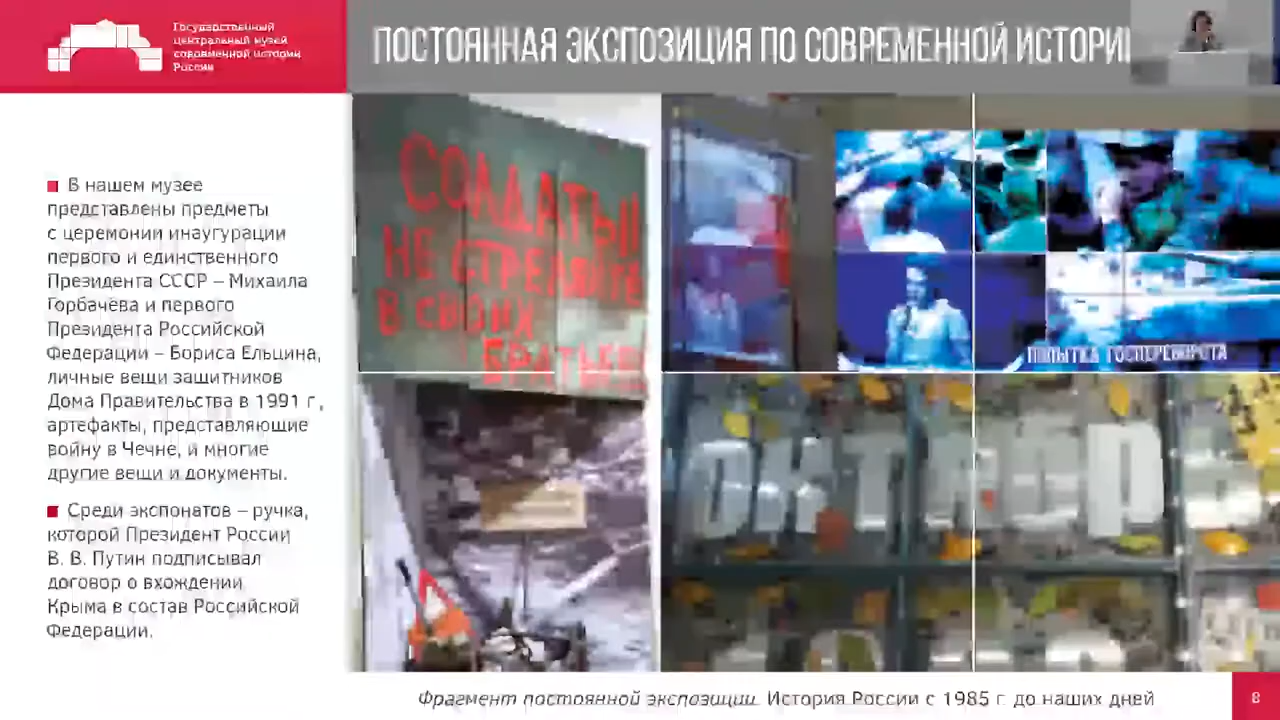 Государственный
центральный музей
современной истории
России
ПОСТОЯННАЯ ЭКСПОЗИЦИЯ ПО СОВРЕМЕННОЙ ИСТОРИИ
В нашем музее
представлены предметы
с церемонии инаугурации
первого и единственного
Президента СССР – Михаила
Горбачёва и первого
Президента Российской
Федерации – Бориса Ельцина,
личные вещи защитников
Дома Правительства в 1991 г.,
артефакты, представляющие
войну в Чечне, и многие
другие вещи и документы.
Среди экспонатов – ручка,
которой Президент России
В. В. Путин подписывал
договор о вхождении
Крыма в состав Российской
Федерации.
СОЛДАТЫ!
НЕ СТРЕЛЯЙТЕ
В СВОИХ
БРАТЬЕВ
ПОПЫТКА ГОСПЕРЕВОРОТА
ОКТЯБР
Фрагмент постоянной экспозиции. История России с 1985 г. до наших дней
8